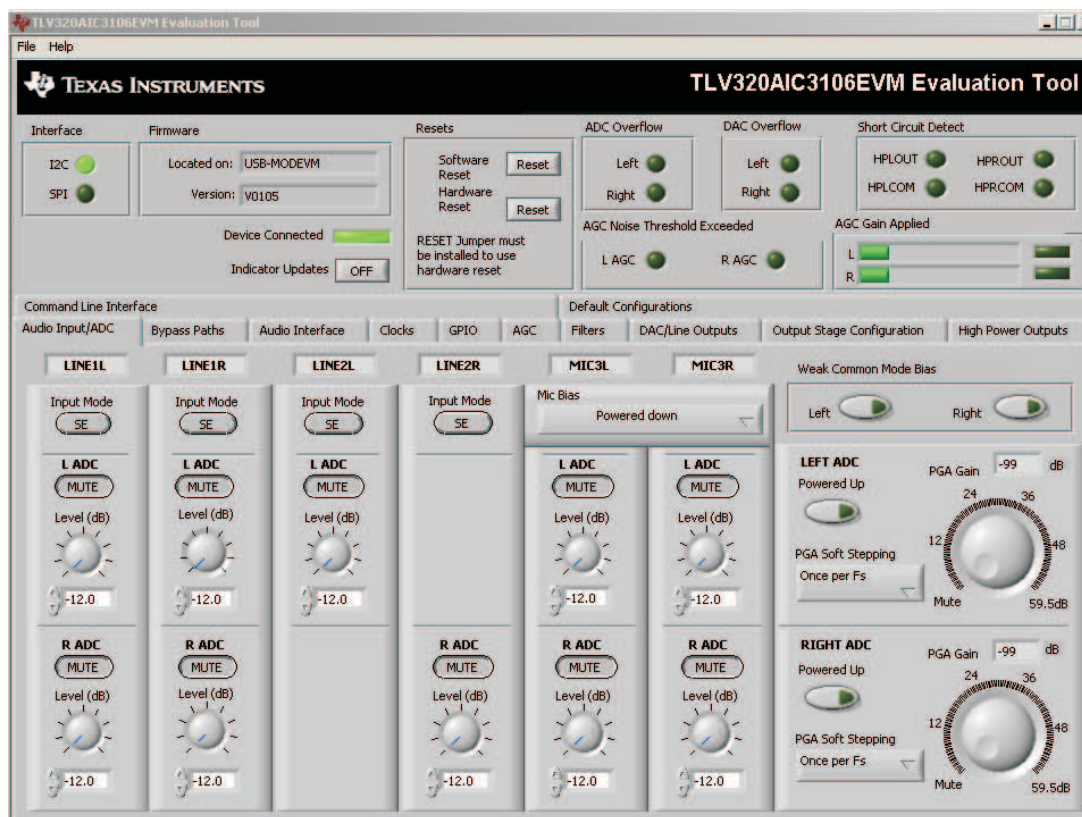 TLV320AIC3106EVM Evaluation Tool
File Help
TEXAS INSTRUMENTS
TLV320AIC3106EVM Evaluation Tool
Interface
I2C
SPI
Firmware
Located on: USB-MODEVM
Version: V0105
Device Connected
Indicator Updates OFF
Resets
Software Reset Reset
Hardware Reset Reset
RESET Jumper must
be installed to use
hardware reset
ADC Overflow
Left
Right
DAC Overflow
Left
Right
Short Circuit Detect
HPLOUT HPROUT
HPLCOM HPRCOM
AGC Noise Threshold Exceeded
L AGC R AGC
AGC Gain Applied
L
R
Command Line Interface Default Configurations
Audio Input/ADC Bypass Paths Audio Interface Clocks GPIO AGC Filters DAC/Line Outputs Output Stage Configuration High Power Outputs
LINE1L LINE1R LINE2L LINE2R MIC3L MIC3R
Input Mode Input Mode Input Mode Input Mode
SE SE SE SE
Mic Bias
Powered down
L ADC L ADC L ADC L ADC L ADC
MUTE MUTE MUTE MUTE MUTE
Level (dB) Level (dB) Level (dB) Level (dB) Level (dB)
-12.0 -12.0 -12.0 -12.0 -12.0
R ADC R ADC R ADC R ADC R ADC
MUTE MUTE MUTE MUTE MUTE
Level (dB) Level (dB) Level (dB) Level (dB) Level (dB)
-12.0 -12.0 -12.0 -12.0 -12.0
Weak Common Mode Bias
Left Right
LEFT ADC
Powered Up
PGA Soft Stepping
Once per Fs
PGA Gain -99 dB
24 36
12 48
Mute 59.5dB
RIGHT ADC
Powered Up
PGA Soft Stepping
Once per Fs
PGA Gain -99 dB
24 36
12 48
Mute 59.5dB